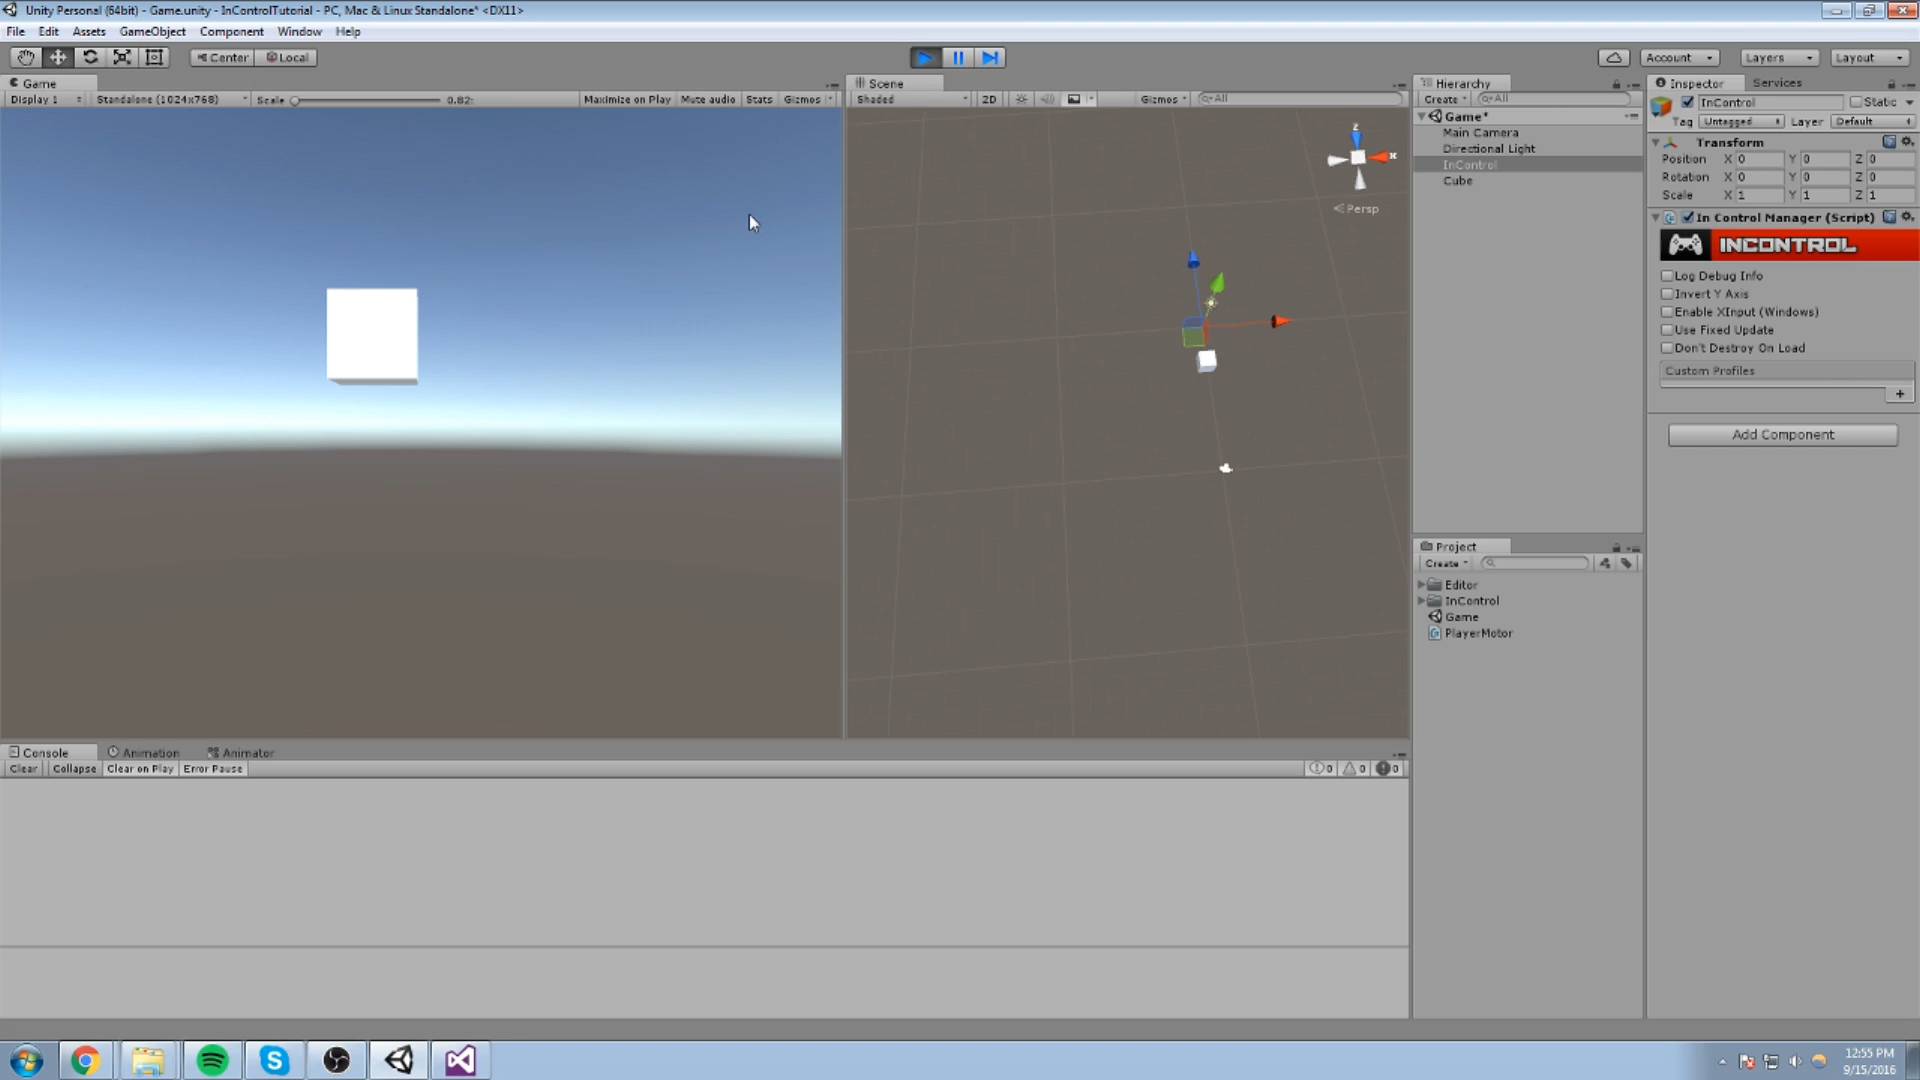 Unity Personal (64bit) - Game.unity - InControlTutorial - PC, Mac & Linux Standalone* <DX11>
File Edit Assets GameObject Component Window Help
Center Local Account Layers Layout
Game
Display 1 Standalone (1024x768) Scale 0.82: Maximize on Play Mute audio Stats Gizmos
Scene
Shaded 2D Gizmos All
z
x
Persp
Hierarchy
Create All
Game*
Main Camera
Directional Light
InControl
Cube
Project
Create
Editor
InControl
Game
PlayerMotor
Inspector Services
InControl Static
Tag Untagged Layer Default
Transform
Position X 0 Y 0 Z 0
Rotation X 0 Y 0 Z 0
Scale X 1 Y 1 Z 1
In Control Manager (Script)
INCONTROL
Log Debug Info
Invert Y Axis
Enable XInput (Windows)
Use Fixed Update
Don't Destroy On Load
Custom Profiles
+
Add Component
Console Animation Animator
Clear Collapse Clear on Play Error Pause 0 0 0
12:55 PM
9/15/2016